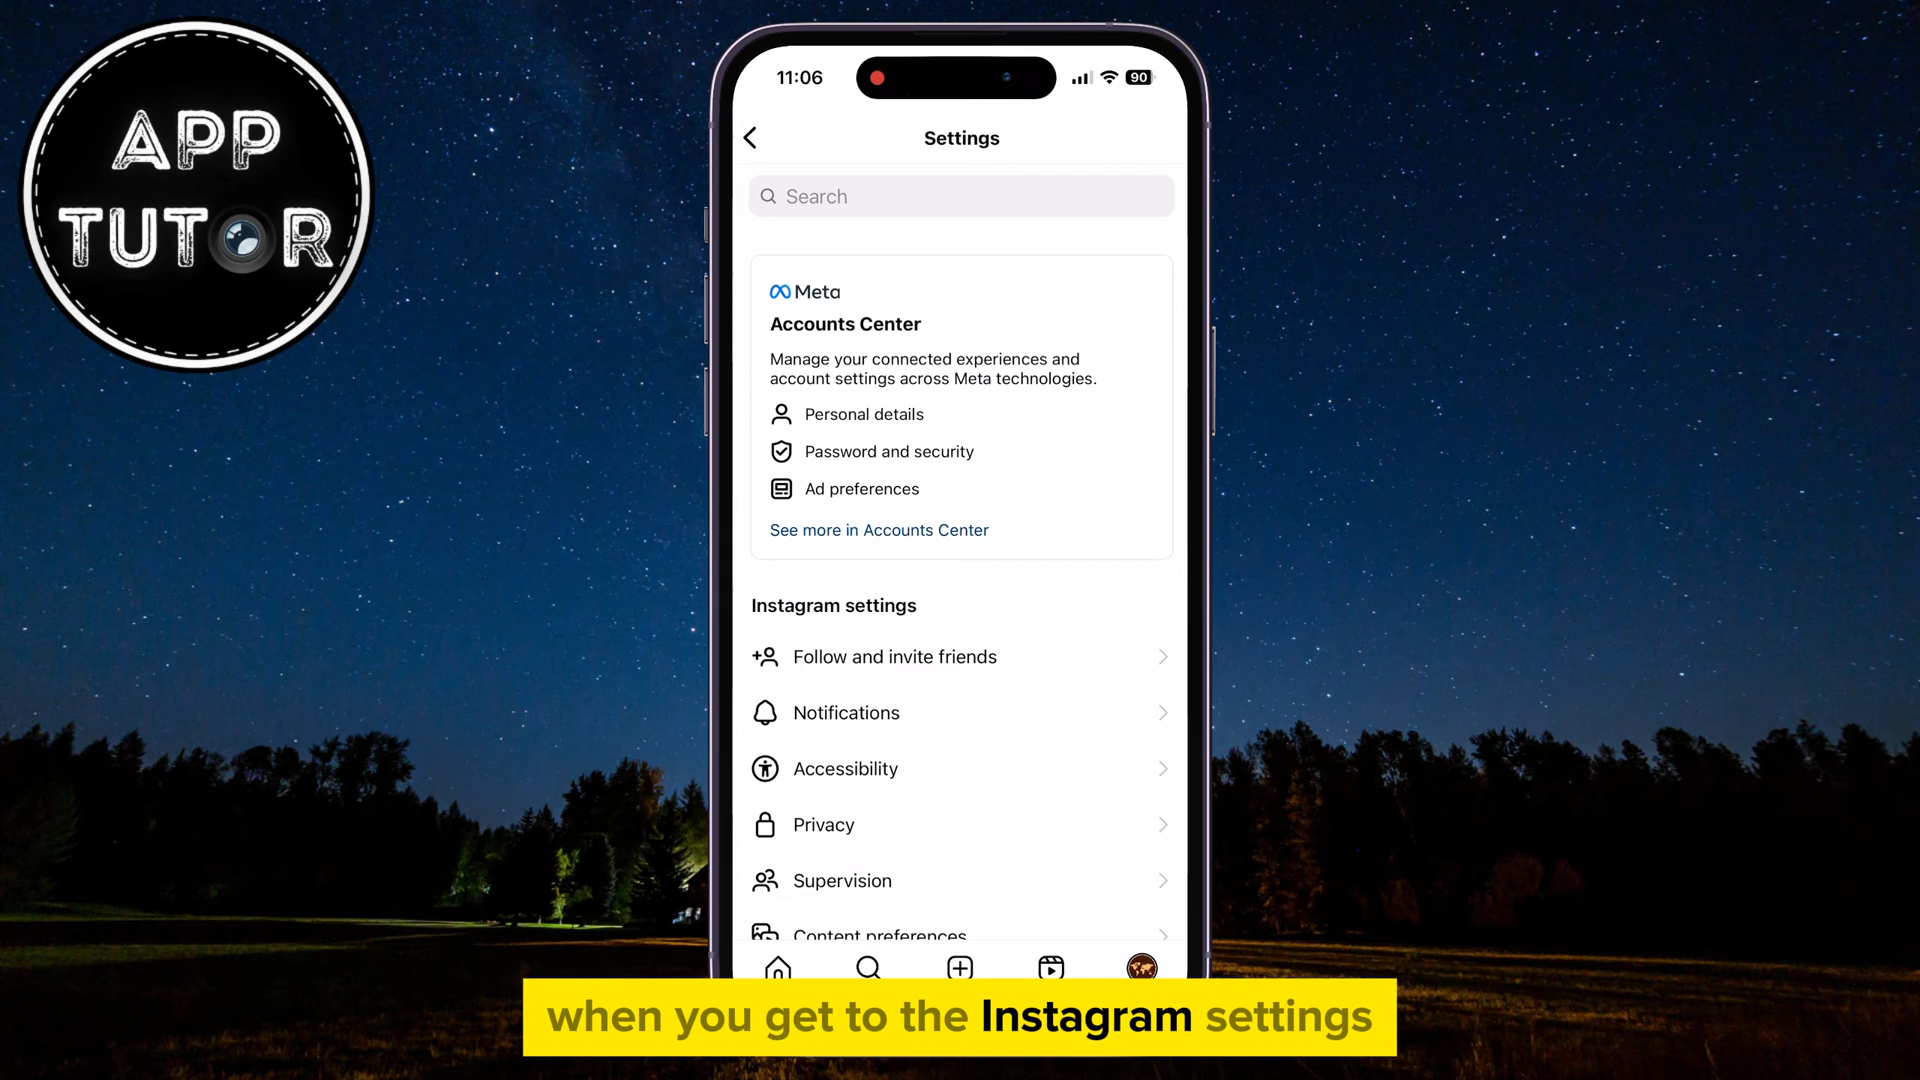 APP
TUTOR
11:06
90
Settings
Search
Meta
Accounts Center
Manage your connected experiences and
account settings across Meta technologies.
Personal details
Password and security
Ad preferences
See more in Accounts Center
Instagram settings
Follow and invite friends
Notifications
Accessibility
Privacy
Supervision
Content preferences
when you get to the Instagram settings